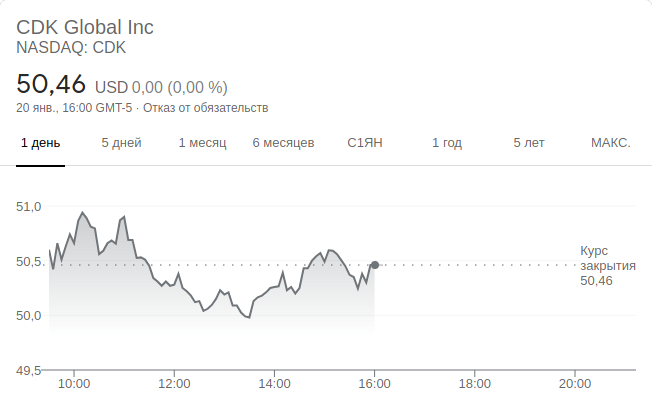 CDK Global Inc
NASDAQ: CDK
50,46 USD 0,00 (0,00 %)
20 янв., 16:00 GMT-5 · Отказ от обязательств
1 день 5 дней 1 месяц 6 месяцев С1ЯН 1 год 5 лет МАКС.
51,0
50,5
50,0
49,5
Курс
закрытия
50,46
10:00 12:00 14:00 16:00 18:00 20:00